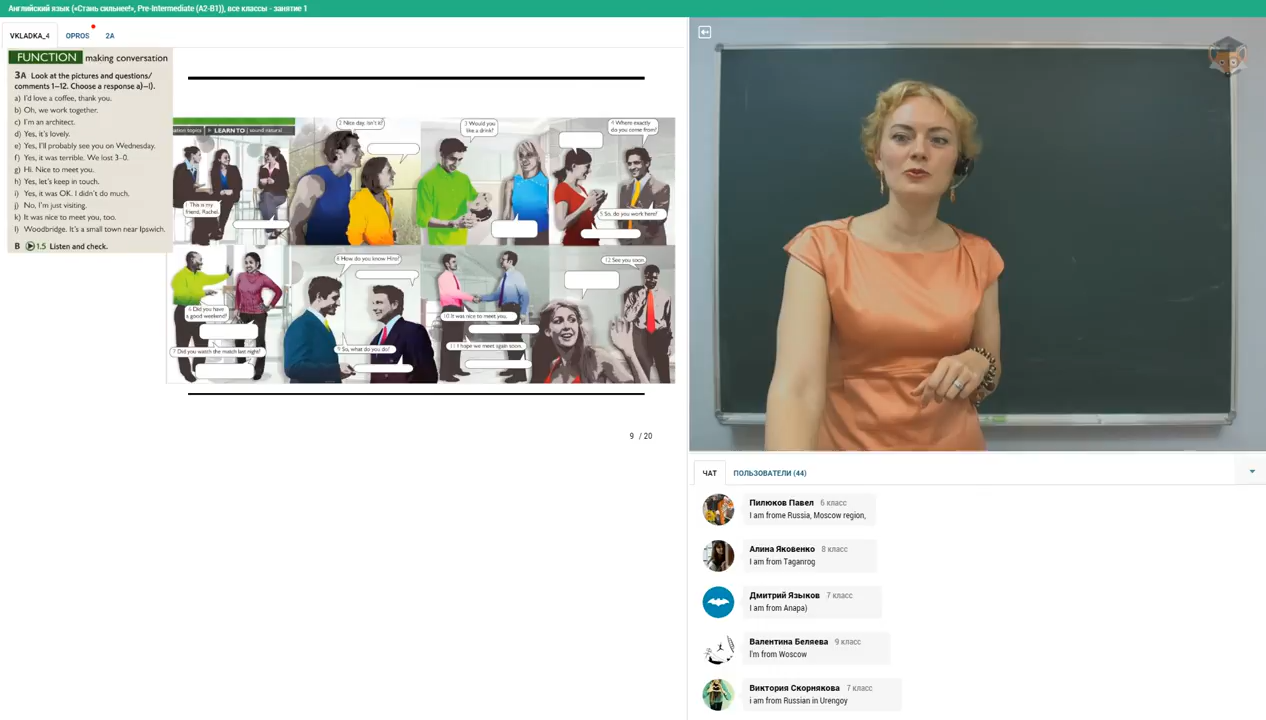 Английский язык («Стань сильнее!», Pre-Intermediate (A2-B1)), все классы - занятие 1
VKLADKA_4
OPROS
2A
FUNCTION making conversation
3A Look at the pictures and questions/
comments 1–12. Choose a response a)–l).
a) I'd love a coffee, thank you.
b) Oh, we work together.
c) I'm an architect.
d) Yes, it's lovely.
e) Yes, I'll probably see you on Wednesday.
f) Yes, it was terrible. We lost 3–0.
g) Hi. Nice to meet you.
h) Yes, let's keep in touch.
i) Yes, it was OK. I didn't do much.
j) No, I'm just visiting.
k) It was nice to meet you, too.
l) Woodbridge. It's a small town near Ipswich.
B 1.5 Listen and check.
ation topics | LEARN TO | sound natural
1 This is my
friend, Rachel.
2 Nice day, isn't it?
3 Would you
like a drink?
4 Where exactly
do you come from?
5 So, do you work here?
6 Did you have
a good weekend?
7 Did you watch the match last night?
8 How do you know Hiro?
9 So, what do you do?
10 It was nice to meet you.
11 I hope we meet again soon.
12 See you soon.
9 / 20
ЧАТ
ПОЛЬЗОВАТЕЛИ (44)
Пилюков Павел 6 класс
I am frome Russia, Moscow region,
Алина Яковенко 8 класс
I am from Taganrog
Дмитрий Языков 7 класс
I am from Anapa)
Валентина Беляева 9 класс
I'm from Woscow
Виктория Скорнякова 7 класс
i am from Russian in Urengoy